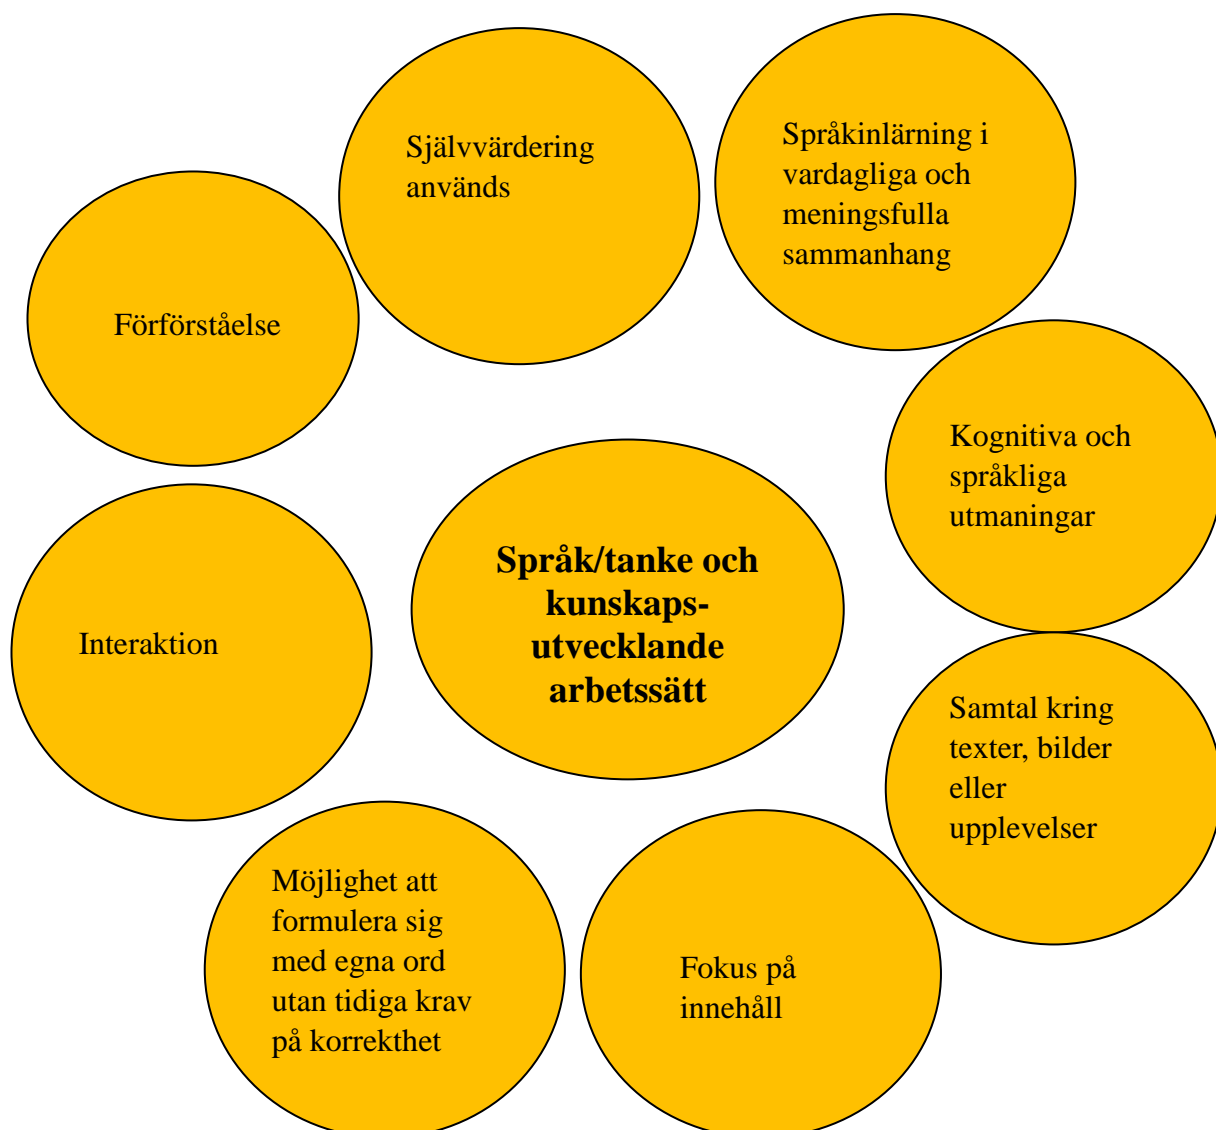 Självvärdering
används
Språkinlärning i
vardagliga och
meningsfulla
sammanhang
Förförståelse
Kognitiva och
språkliga
utmaningar
Språk/tanke och
kunskaps-
utvecklande
arbetssätt
Interaktion
Samtal kring
texter, bilder
eller
upplevelser
Möjlighet att
formulera sig
med egna ord
utan tidiga krav
på korrekthet
Fokus på
innehåll